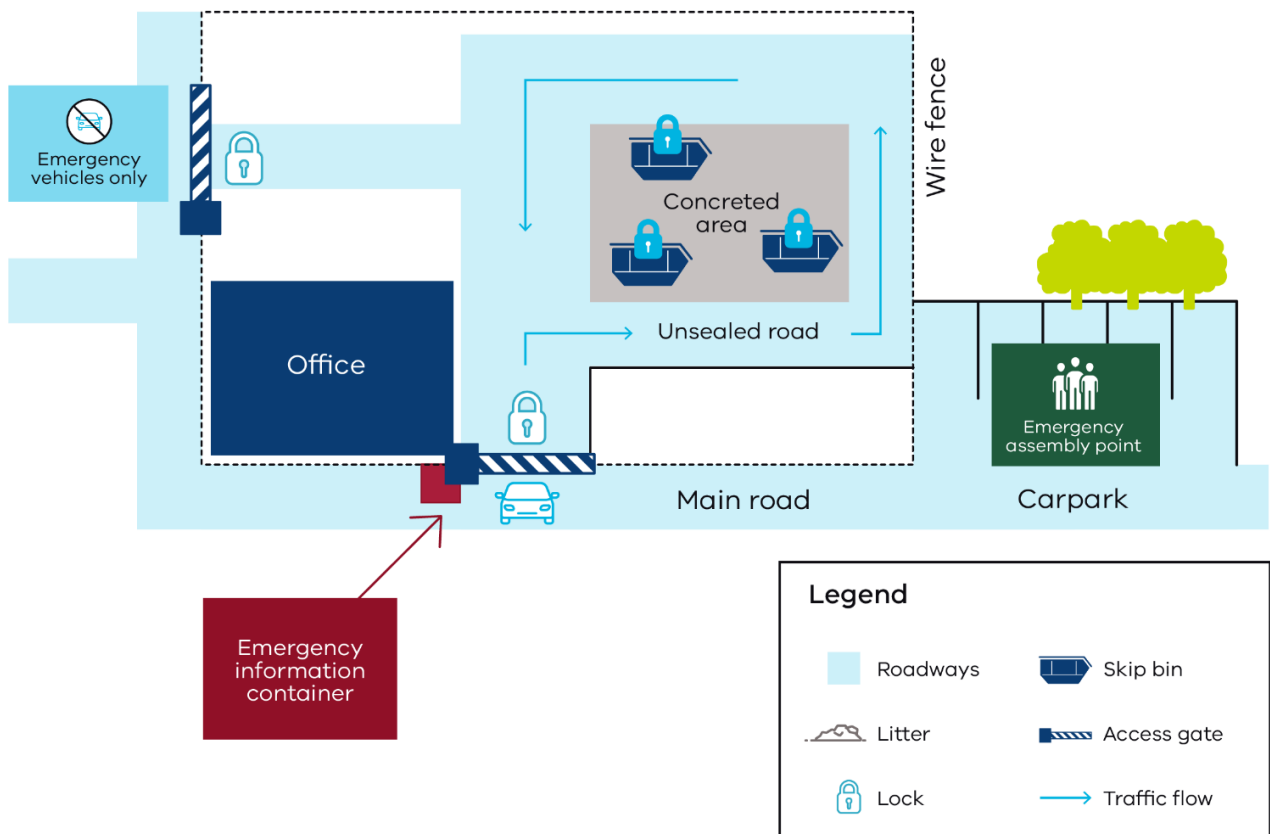 Emergency
vehicles only
Wire fence
Concreted
area
Unsealed road
Office
Emergency
assembly point
Main road
Carpark
Emergency
information
container
Legend
Roadways
Skip bin
Litter
Access gate
Lock
Traffic flow